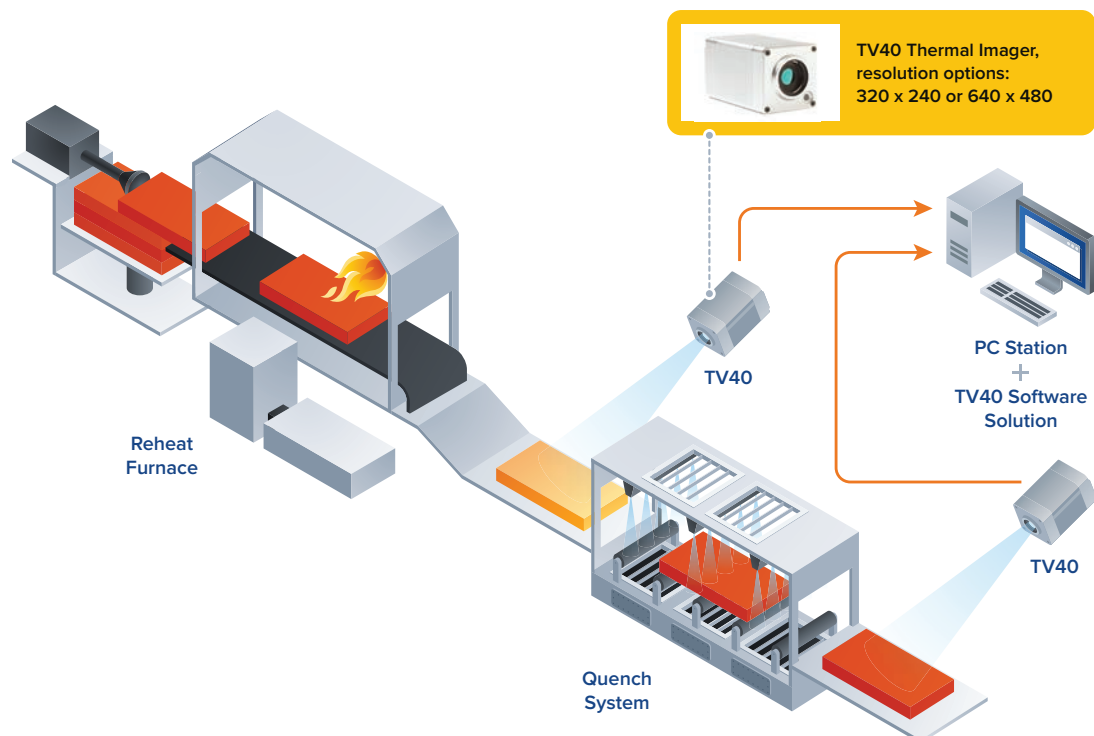 TV40 Thermal Imager,
resolution options:
320 x 240 or 640 x 480
TV40
PC Station
+
TV40 Software
Solution
Reheat
Furnace
TV40
Quench
System